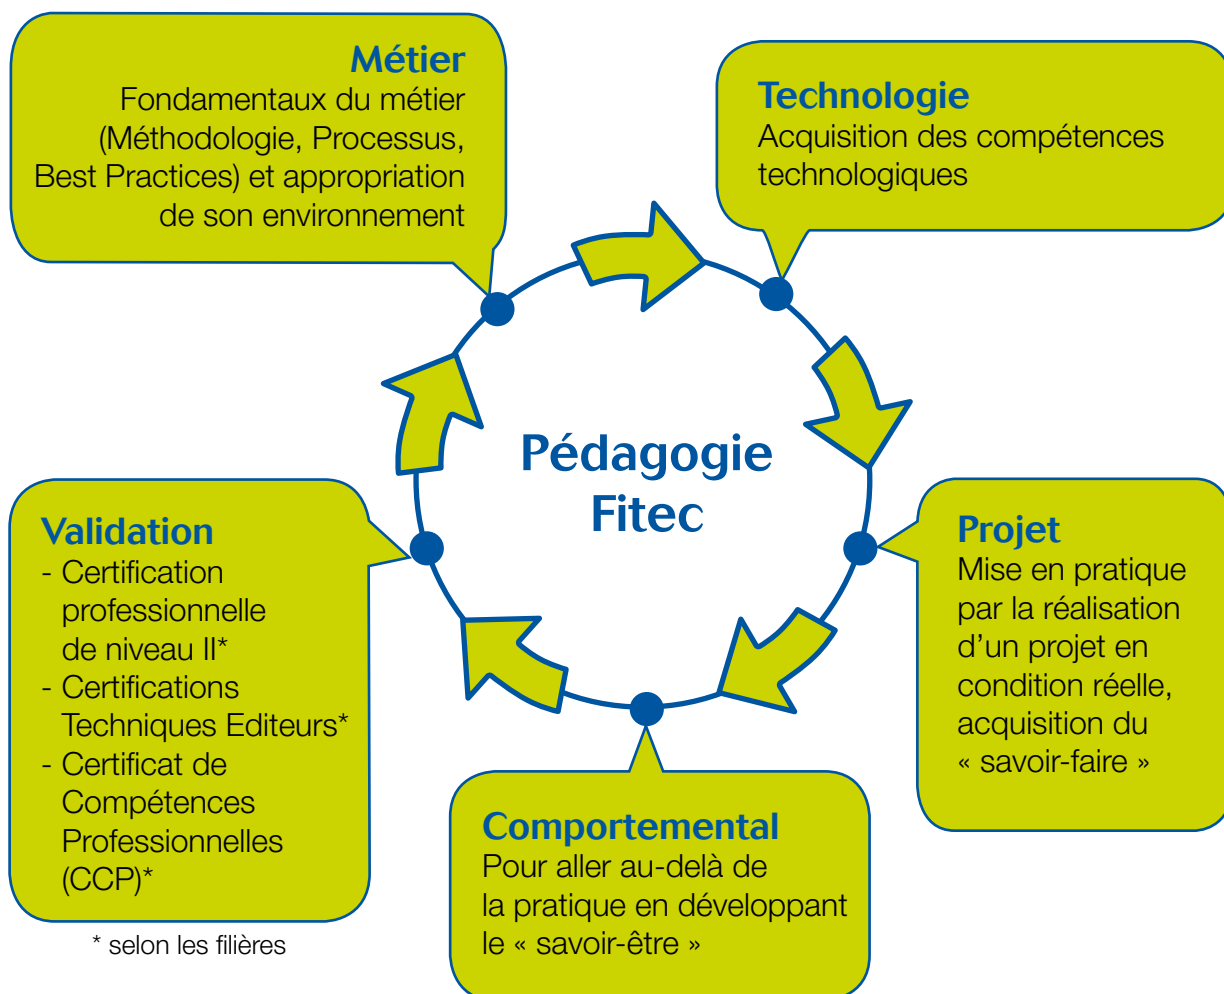 Métier
Fondamentaux du métier
(Méthodologie, Processus,
Best Practices) et appropriation
de son environnement
Technologie
Acquisition des compétences
technologiques
Pédagogie
Fitec
Projet
Mise en pratique
par la réalisation
d’un projet en
condition réelle,
acquisition du
« savoir-faire »
Comportemental
Pour aller au-delà de
la pratique en développant
le « savoir-être »
Validation
- Certification
professionnelle
de niveau II*
- Certifications
Techniques Editeurs*
- Certificat de
Compétences
Professionnelles
(CCP)*
* selon les filières